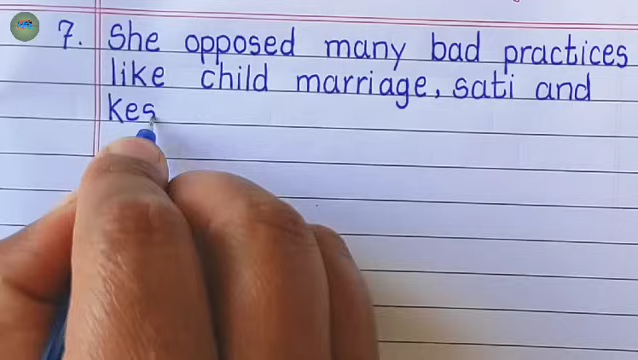 7. She opposed many bad practices
like child marriage, sati and
kes